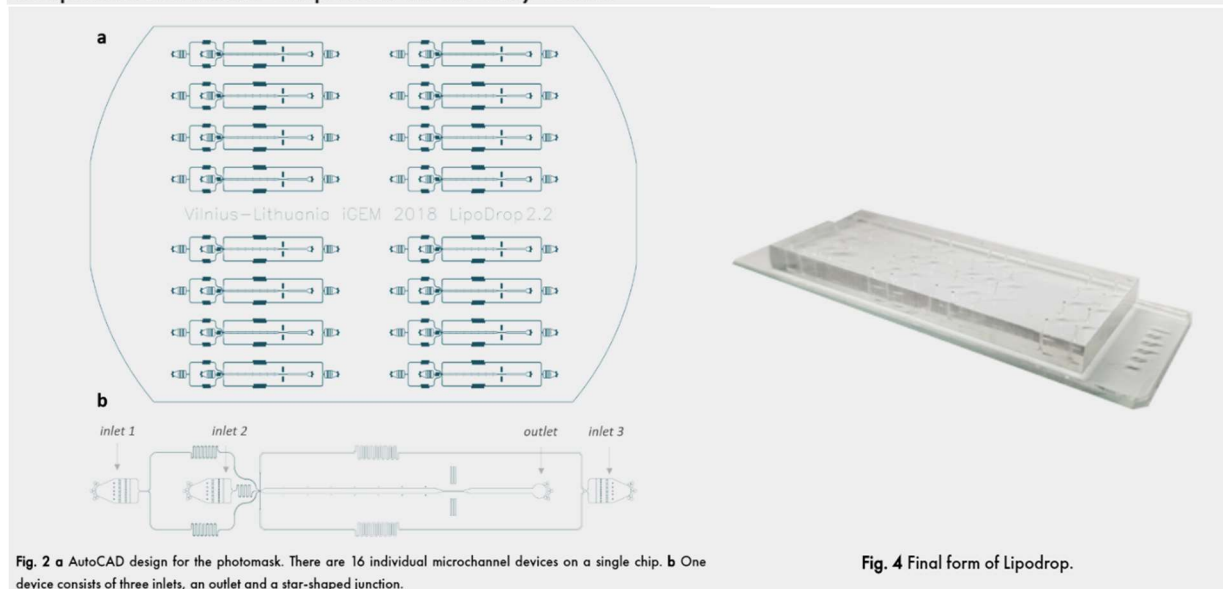 a
Vilnius-Lithuania iGEM 2018 LipoDrop2.2
b
inlet 1
inlet 2
outlet
inlet 3
Fig. 2 a AutoCAD design for the photomask. There are 16 individual microchannel devices on a single chip. b One
device consists of three inlets, an outlet and a star-shaped junction.
Fig. 4 Final form of Lipodrop.